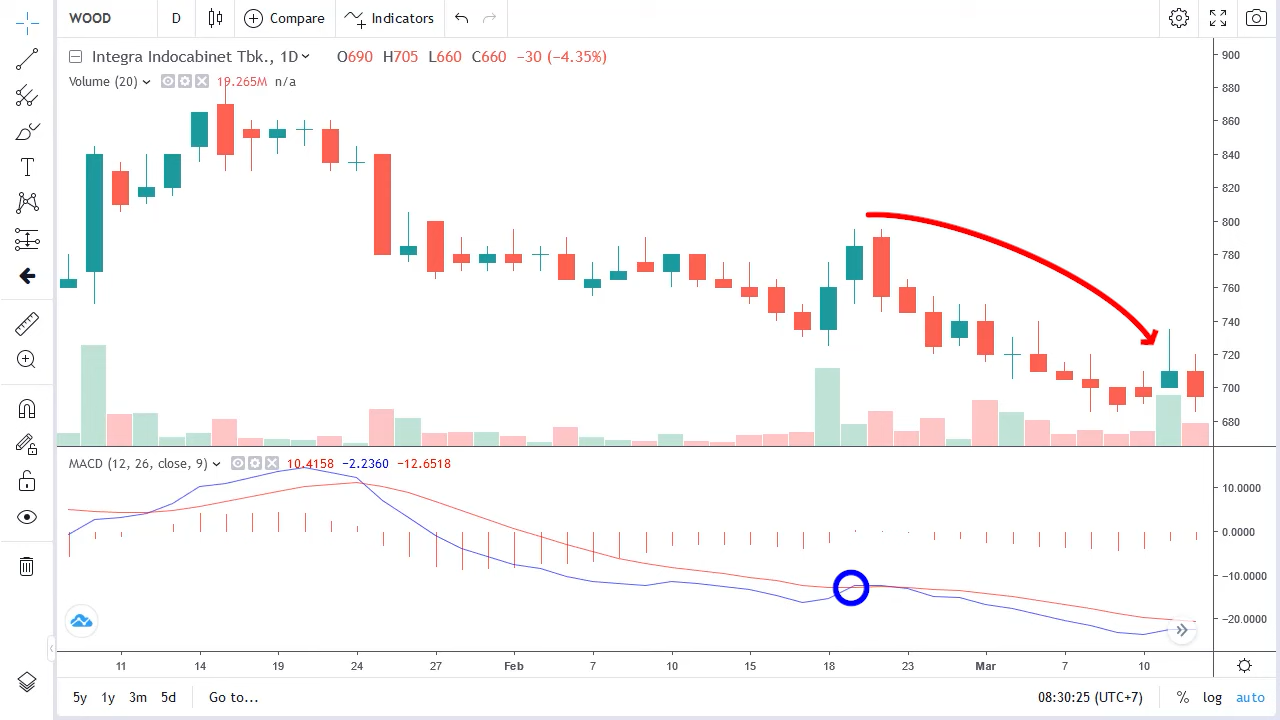 WOOD D Compare Indicators
Integra Indocabinet Tbk., 1D O690 H705 L660 C660 −30 (−4.35%)
Volume (20) 19.265M n/a
900
880
860
840
820
800
780
760
740
720
700
680
MACD (12, 26, close, 9) 10.4158 −2.2360 −12.6518
10.0000
0.0000
−10.0000
−20.0000
11 14 19 24 27 Feb 7 10 15 18 23 Mar 7 10
5y 1y 3m 5d Go to... 08:30:25 (UTC+7) % log auto